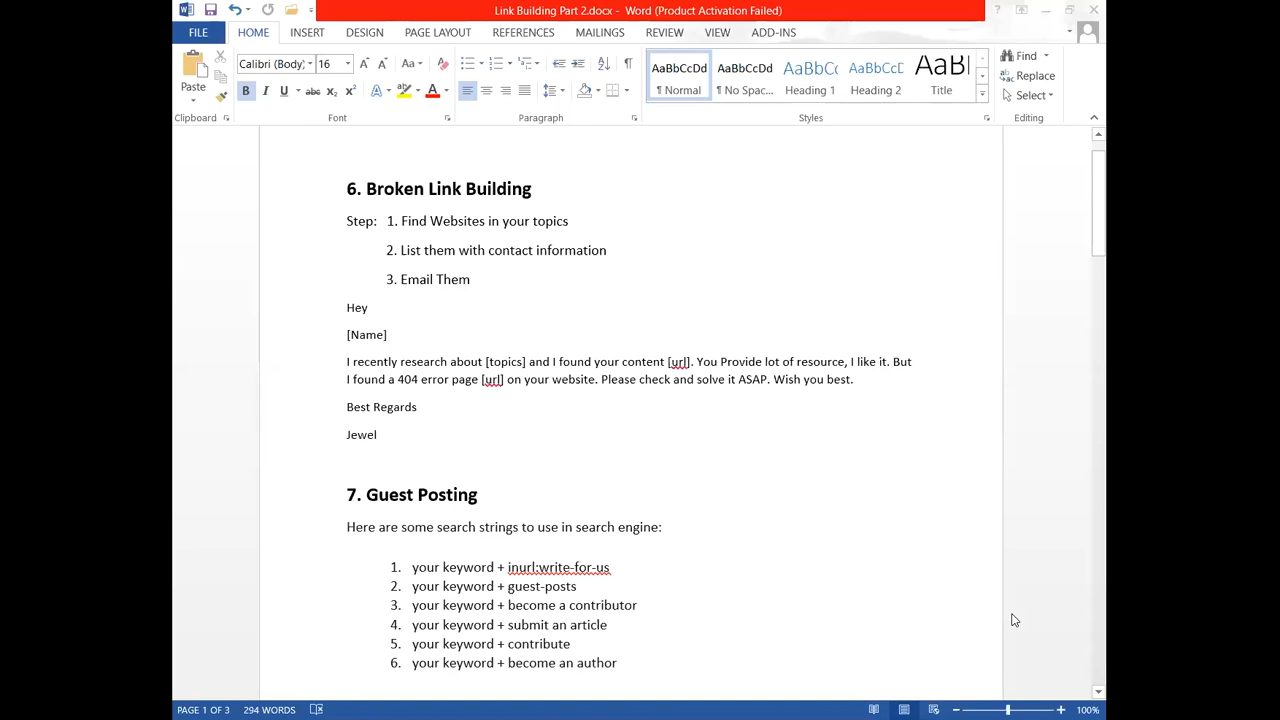 Link Building Part 2.docx - Word (Product Activation Failed)
FILE HOME INSERT DESIGN PAGE LAYOUT REFERENCES MAILINGS REVIEW VIEW ADD-INS
Calibri (Body) 16 Aa
Paste
B I U abc x2 x2 A A
AaBbCcDd AaBbCcDd AaBbCc AaBbCcDc AaBl
¶ Normal ¶ No Spac... Heading 1 Heading 2 Title
Find
Replace
Select
Clipboard Font Paragraph Styles Editing
6. Broken Link Building
Step: 1. Find Websites in your topics
2. List them with contact information
3. Email Them
Hey
[Name]
I recently research about [topics] and I found your content [url]. You Provide lot of resource, I like it. But
I found a 404 error page [url] on your website. Please check and solve it ASAP. Wish you best.
Best Regards
Jewel
7. Guest Posting
Here are some search strings to use in search engine:
1. your keyword + inurl:write-for-us
2. your keyword + guest-posts
3. your keyword + become a contributor
4. your keyword + submit an article
5. your keyword + contribute
6. your keyword + become an author
PAGE 1 OF 3 294 WORDS 100%